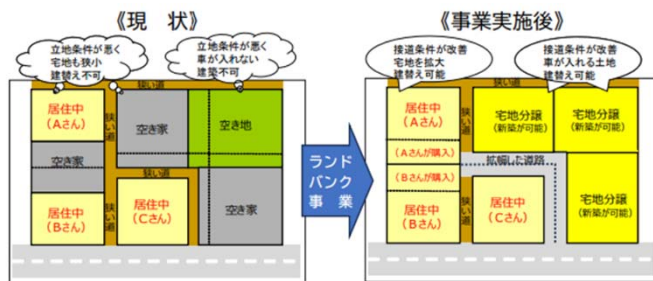 《現 状》
立地条件が悪く
宅地も狭小
建替え不可
立地条件が悪く
車が入れない
建築不可
狭い道
居住中
(Aさん)
狭い道
空き家
空き地
空き家
狭い道
居住中
(Bさん)
狭い道
居住中
(Cさん)
空き家
ランド
バンク
事 業
《事業実施後》
接道条件が改善
宅地を拡大
建替え可能
接道条件が改善
車が入れる土地
建替え可能
狭い道
居住中
(Aさん)
狭い道
宅地分譲
(新築が可能)
宅地分譲
(新築が可能)
(Aさんが購入)
拡幅した道路
(Bさんが購入)
居住中
(Bさん)
狭い道
居住中
(Cさん)
宅地分譲
(新築が可能)